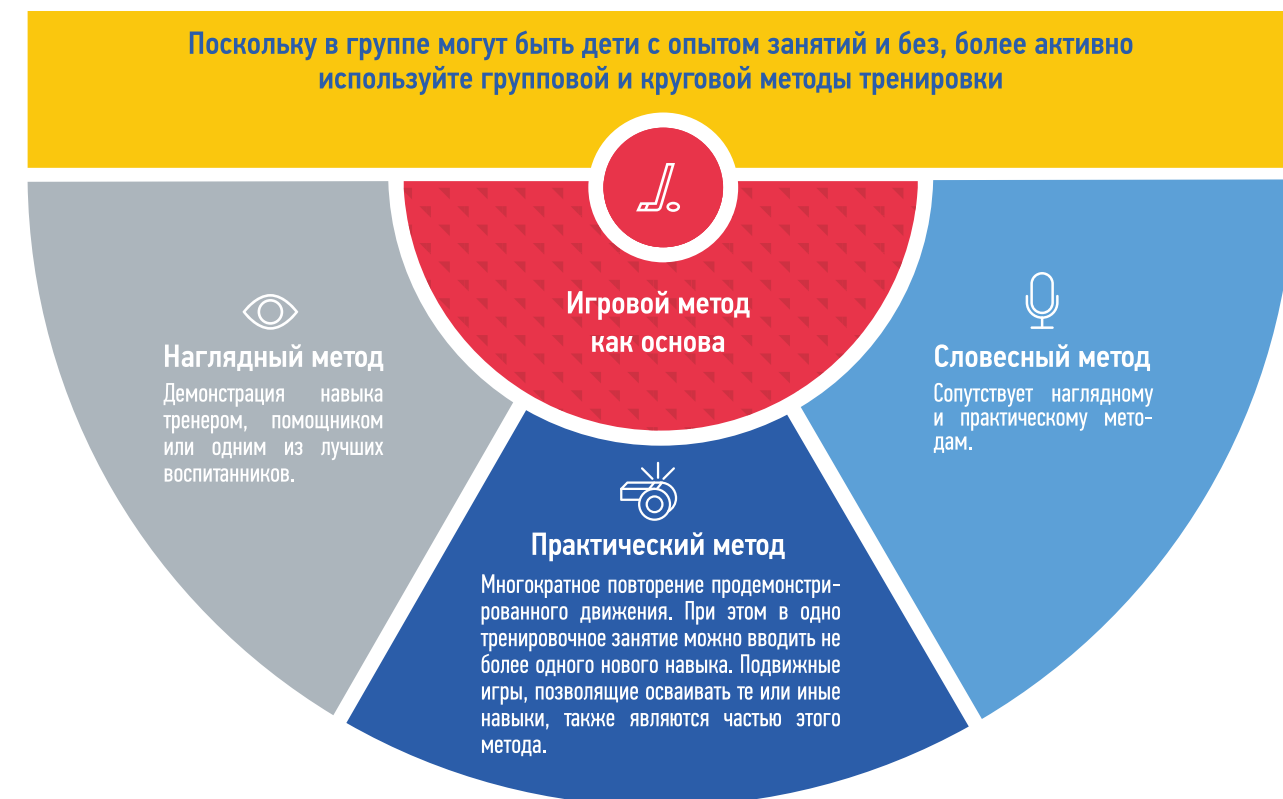 Поскольку в группе могут быть дети с опытом занятий и без, более активно
используйте групповой и круговой методы тренировки
Игровой метод
как основа
Наглядный метод
Демонстрация навыка
тренером, помощником
или одним из лучших
воспитанников.
Словесный метод
Сопутствует наглядному
и практическому мето-
дам.
Практический метод
Многократное повторение продемонстри-
рованного движения. При этом в одно
тренировочное занятие можно вводить не
более одного нового навыка. Подвижные
игры, позволящие осваивать те или иные
навыки, также являются частью этого
метода.